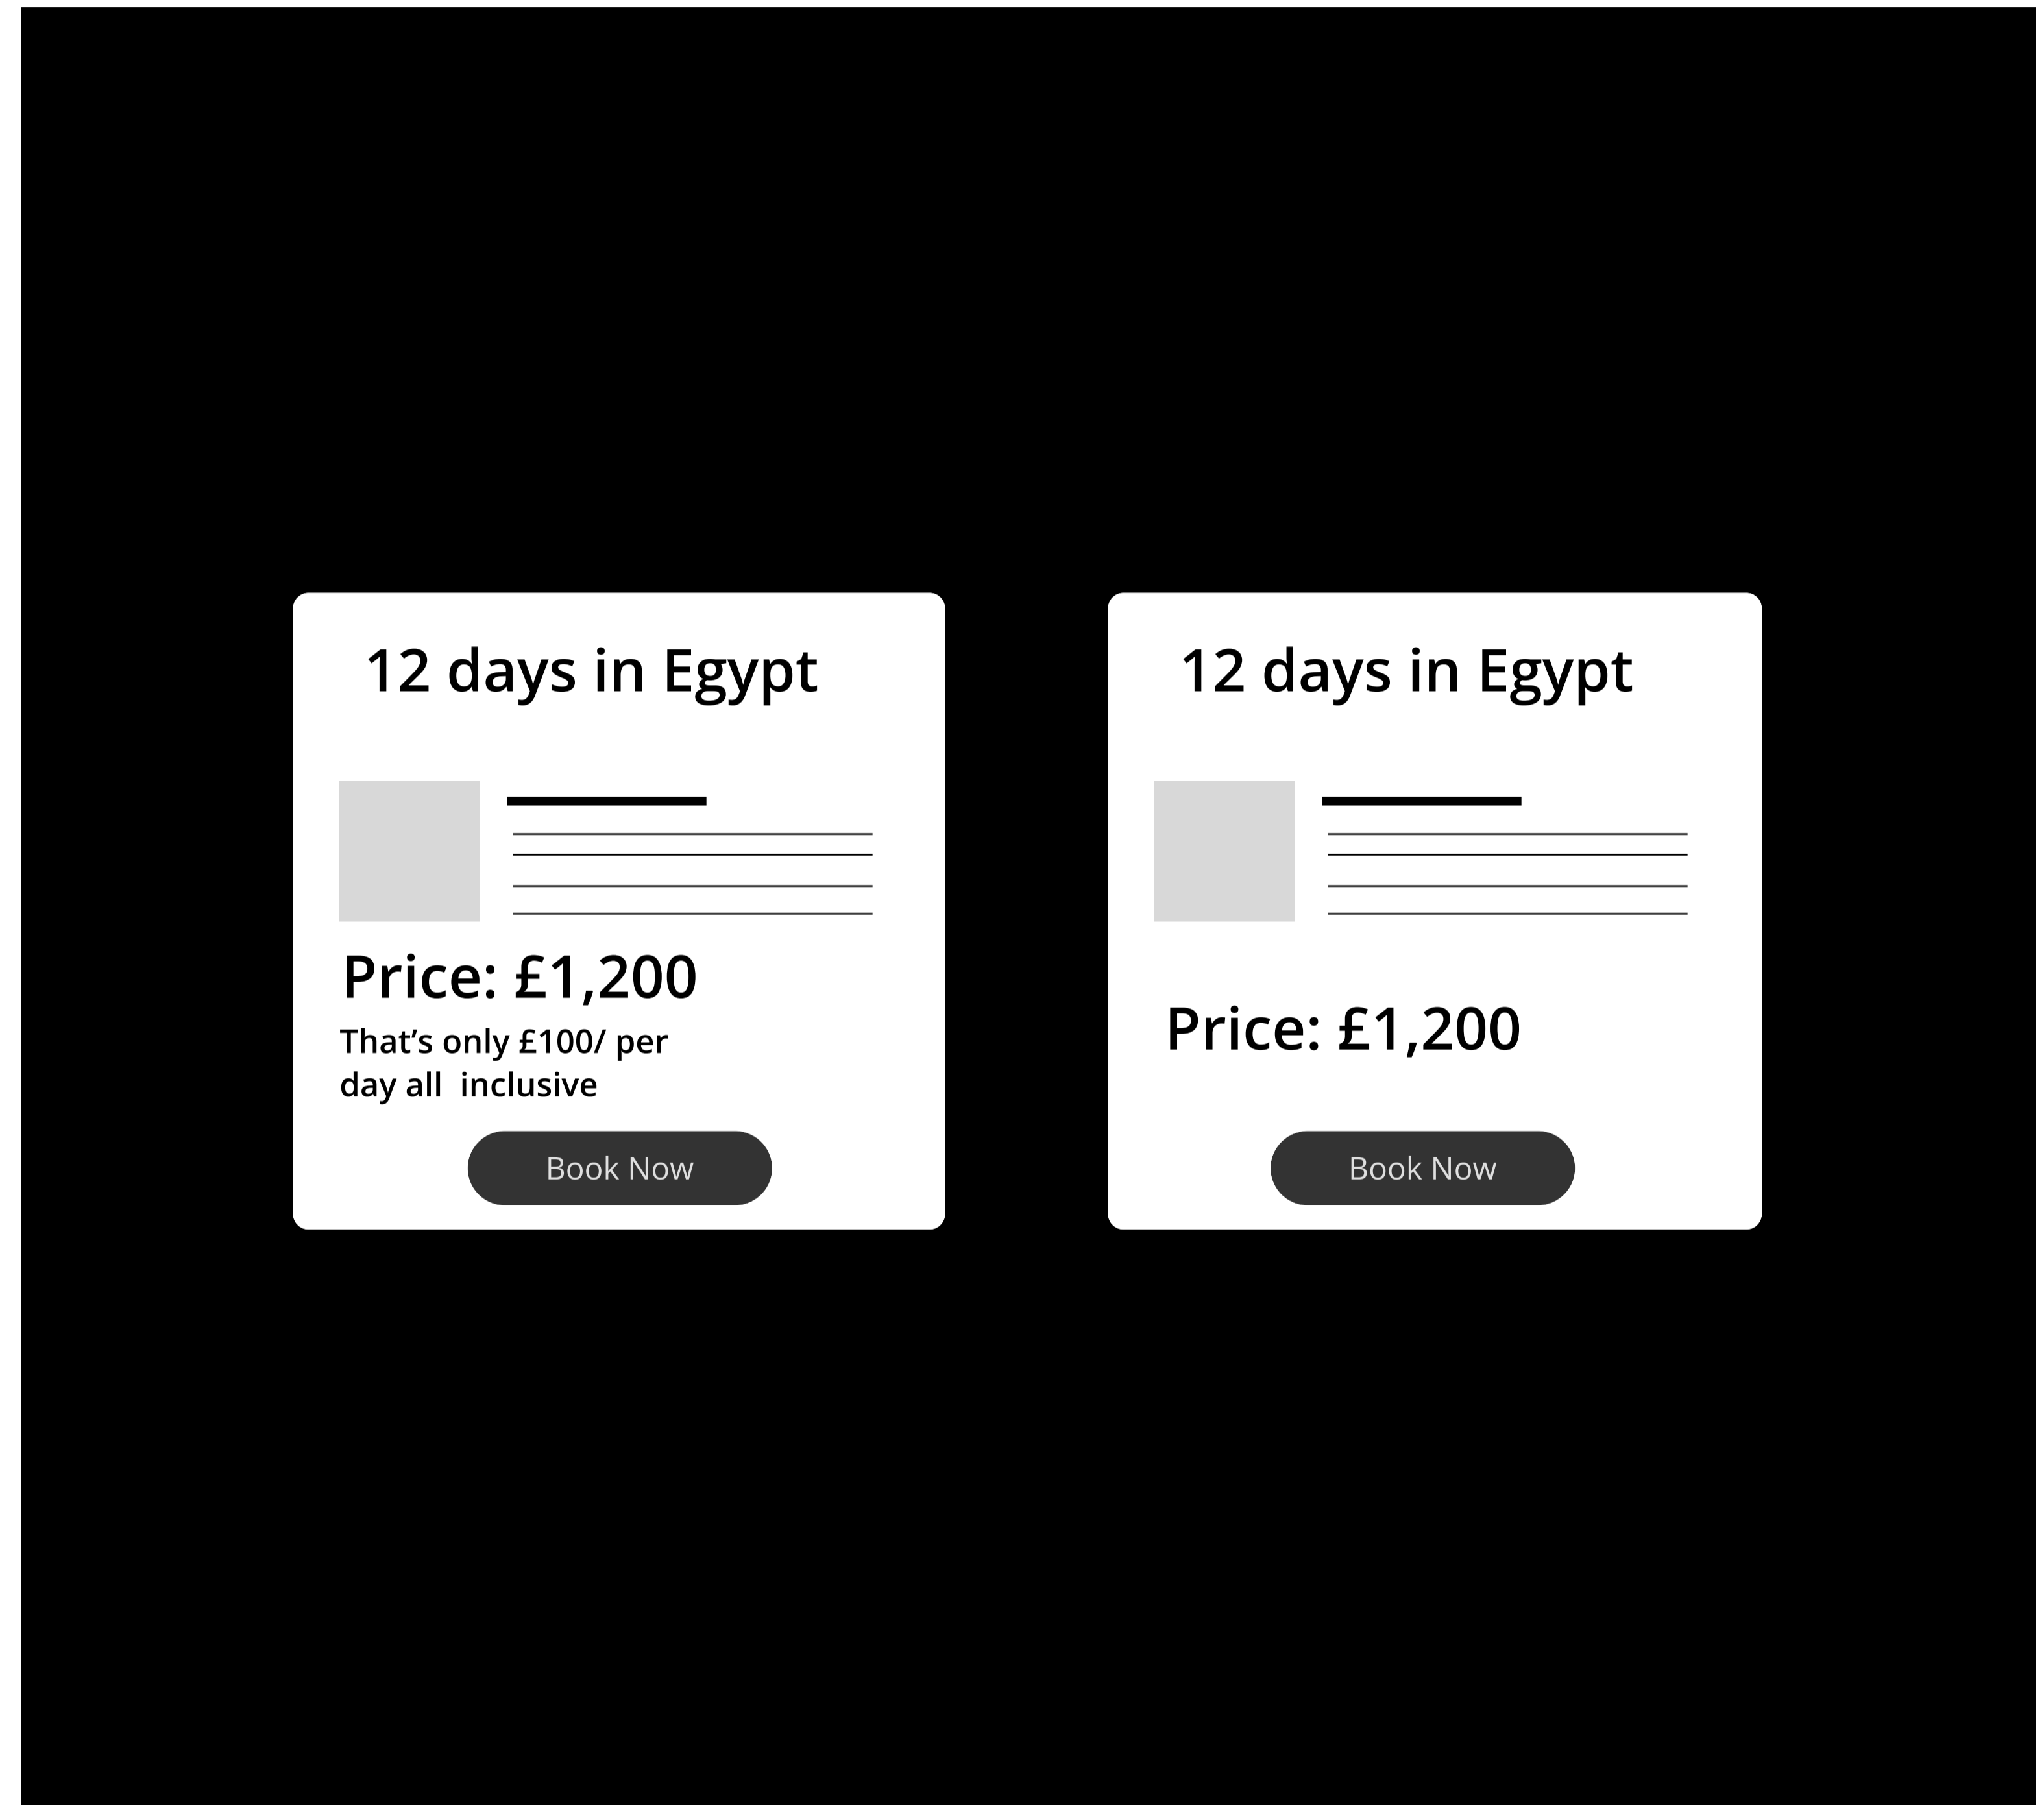 12 days in Egypt
Price: £1,200
That’s only £100/ per
day all  inclusive
Book Now
12 days in Egypt
Price: £1,200
Book Now